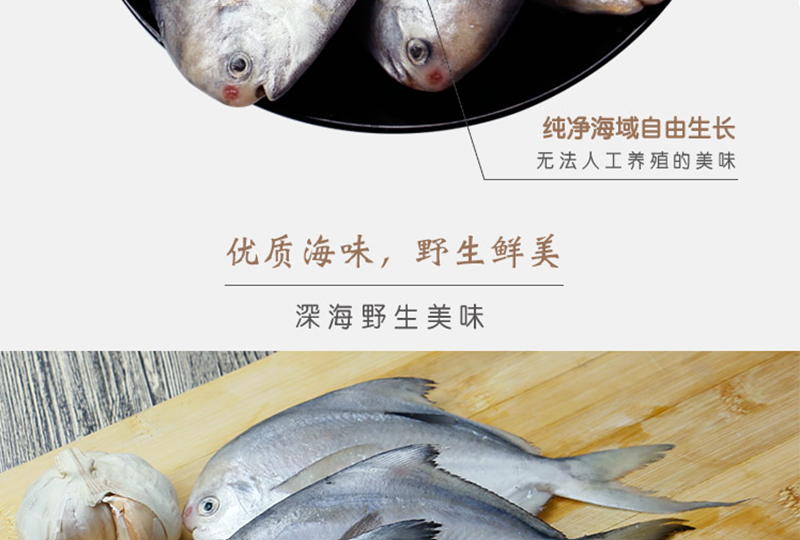 纯净海域自由生长
无法人工养殖的美味
优质海味，野生鲜美
深海野生美味